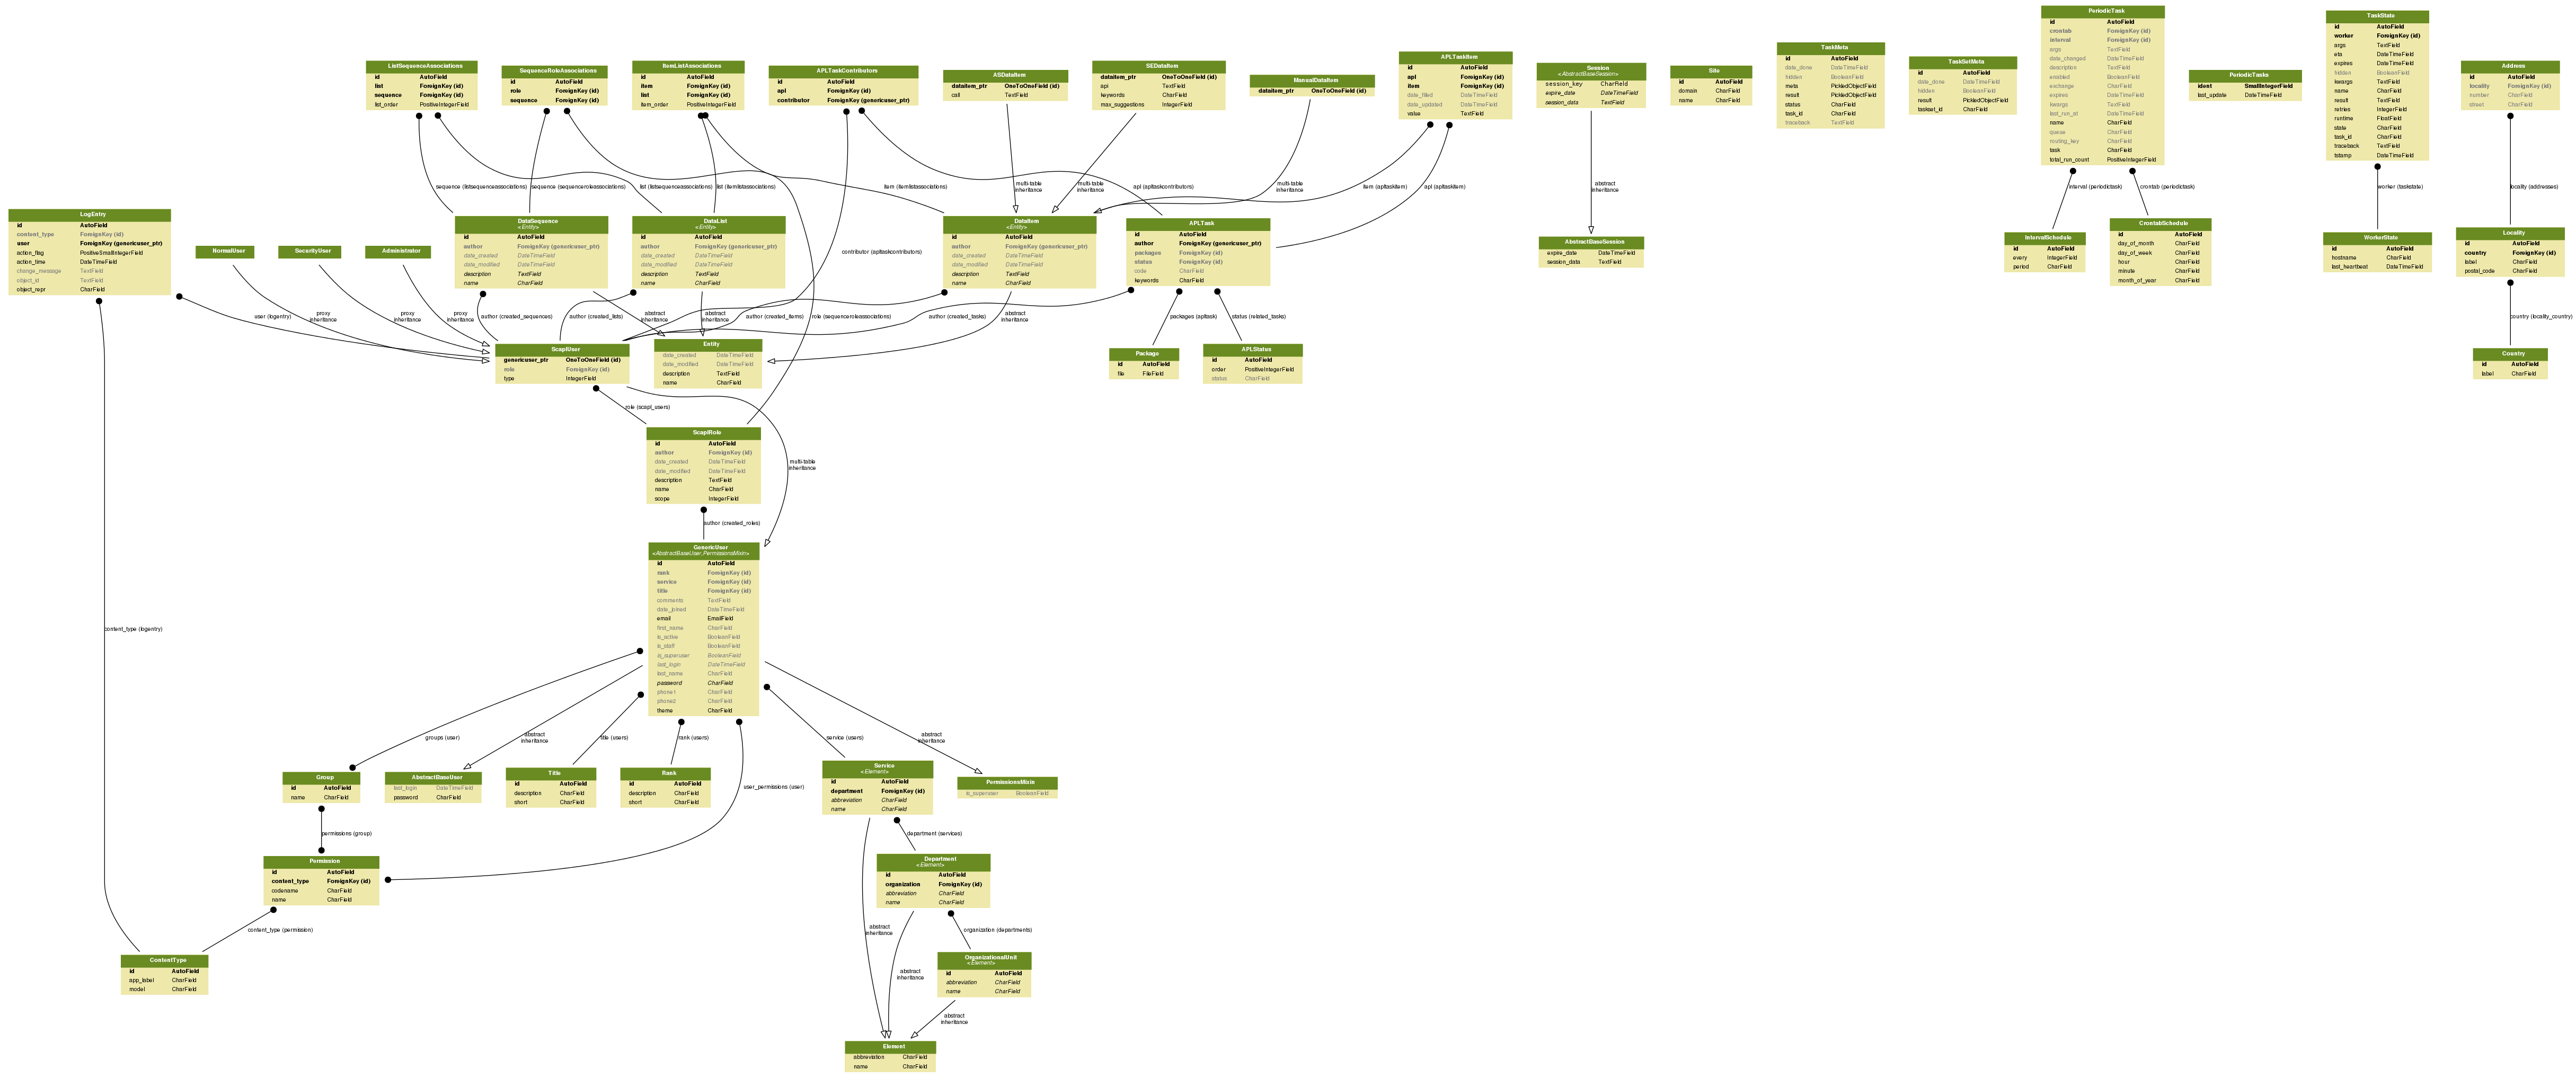 ListSequenceAssociations
id AutoField
list ForeignKey (id)
sequence ForeignKey (id)
list_order PositiveIntegerField
SequenceRoleAssociations
id AutoField
role ForeignKey (id)
sequence ForeignKey (id)
ItemListAssociations
id AutoField
item ForeignKey (id)
list ForeignKey (id)
item_order PositiveIntegerField
APLTaskContributors
id AutoField
apl ForeignKey (id)
contributor ForeignKey (genericuser_ptr)
ASDataItem
dataitem_ptr OneToOneField (id)
call TextField
SEDataItem
dataitem_ptr OneToOneField (id)
api TextField
keywords CharField
max_suggestions IntegerField
ManualDataItem
dataitem_ptr OneToOneField (id)
APLTaskItem
id AutoField
apl ForeignKey (id)
item ForeignKey (id)
date_filled DateTimeField
date_updated DateTimeField
value TextField
Session
<AbstractBaseSession>
session_key CharField
expire_date DateTimeField
session_data TextField
Site
id AutoField
domain CharField
name CharField
TaskMeta
id AutoField
date_done DateTimeField
hidden BooleanField
meta PickledObjectField
result PickledObjectField
status CharField
task_id CharField
traceback TextField
TaskSetMeta
id AutoField
date_done DateTimeField
hidden BooleanField
result PickledObjectField
taskset_id CharField
PeriodicTask
id AutoField
crontab ForeignKey (id)
interval ForeignKey (id)
args TextField
date_changed DateTimeField
description TextField
enabled BooleanField
exchange CharField
expires DateTimeField
kwargs TextField
last_run_at DateTimeField
name CharField
queue CharField
routing_key CharField
task CharField
total_run_count PositiveIntegerField
PeriodicTasks
ident SmallIntegerField
last_update DateTimeField
TaskState
id AutoField
worker ForeignKey (id)
args TextField
eta DateTimeField
expires DateTimeField
hidden BooleanField
kwargs TextField
name CharField
result TextField
retries IntegerField
runtime FloatField
state CharField
task_id CharField
traceback TextField
tstamp DateTimeField
Address
id AutoField
locality ForeignKey (id)
number CharField
street CharField
sequence (listsequenceassociations)
sequence (sequenceroleassociations)
list (listsequenceassociations)
list (itemlistassociations)
item (itemlistassociations)
multi-table
inheritance
multi-table
inheritance
apl (apltaskcontributors)
multi-table
inheritance
item (apltaskitem)
apl (apltaskitem)
abstract
inheritance
interval (periodictask)
crontab (periodictask)
worker (taskstate)
locality (addresses)
LogEntry
id AutoField
content_type ForeignKey (id)
user ForeignKey (genericuser_ptr)
action_flag PositiveSmallIntegerField
action_time DateTimeField
change_message TextField
object_id TextField
object_repr CharField
NormalUser
SecurityUser
Administrator
DataSequence
<Entity>
id AutoField
author ForeignKey (genericuser_ptr)
date_created DateTimeField
date_modified DateTimeField
description TextField
name CharField
DataList
<Entity>
id AutoField
author ForeignKey (genericuser_ptr)
date_created DateTimeField
date_modified DateTimeField
description TextField
name CharField
contributor (apltaskcontributors)
DataItem
<Entity>
id AutoField
author ForeignKey (genericuser_ptr)
date_created DateTimeField
date_modified DateTimeField
description TextField
name CharField
APLTask
id AutoField
author ForeignKey (genericuser_ptr)
packages ForeignKey (id)
status ForeignKey (id)
code CharField
keywords CharField
AbstractBaseSession
expire_date DateTimeField
session_data TextField
IntervalSchedule
id AutoField
every IntegerField
period CharField
CrontabSchedule
id AutoField
day_of_month CharField
day_of_week CharField
hour CharField
minute CharField
month_of_year CharField
WorkerState
id AutoField
hostname CharField
last_heartbeat DateTimeField
Locality
id AutoField
country ForeignKey (id)
label CharField
postal_code CharField
user (logentry)
proxy
inheritance
proxy
inheritance
proxy
inheritance
author (created_sequences)
author (created_lists)
abstract
inheritance
abstract
inheritance
author (created_items)
role (sequenceroleassociations)
author (created_tasks)
abstract
inheritance
packages (apltask)
status (related_tasks)
country (locality_country)
ScaplUser
genericuser_ptr OneToOneField (id)
role ForeignKey (id)
type IntegerField
Entity
date_created DateTimeField
date_modified DateTimeField
description TextField
name CharField
Package
id AutoField
file FileField
APLStatus
id AutoField
order PositiveIntegerField
status CharField
Country
id AutoField
label CharField
role (scapl_users)
ScaplRole
id AutoField
author ForeignKey (id)
date_created DateTimeField
date_modified DateTimeField
description TextField
name CharField
scope IntegerField
multi-table
inheritance
author (created_roles)
GenericUser
<AbstractBaseUser,PermissionsMixin>
id AutoField
rank ForeignKey (id)
service ForeignKey (id)
title ForeignKey (id)
comments TextField
date_joined DateTimeField
email EmailField
first_name CharField
is_active BooleanField
is_staff BooleanField
is_superuser BooleanField
last_login DateTimeField
last_name CharField
password CharField
phone1 CharField
phone2 CharField
theme CharField
content_type (logentry)
groups (user)
abstract
inheritance
title (users)
rank (users)
service (users)
abstract
inheritance
Group
id AutoField
name CharField
AbstractBaseUser
last_login DateTimeField
password CharField
Title
id AutoField
description CharField
short CharField
Rank
id AutoField
description CharField
short CharField
user_permissions (user)
Service
<Element>
id AutoField
department ForeignKey (id)
abbreviation CharField
name CharField
PermissionsMixin
is_superuser BooleanField
permissions (group)
department (services)
Permission
id AutoField
content_type ForeignKey (id)
codename CharField
name CharField
Department
<Element>
id AutoField
organization ForeignKey (id)
abbreviation CharField
name CharField
content_type (permission)
abstract
inheritance
organization (departments)
ContentType
id AutoField
app_label CharField
model CharField
abstract
inheritance
OrganizationalUnit
<Element>
id AutoField
abbreviation CharField
name CharField
abstract
inheritance
Element
abbreviation CharField
name CharField